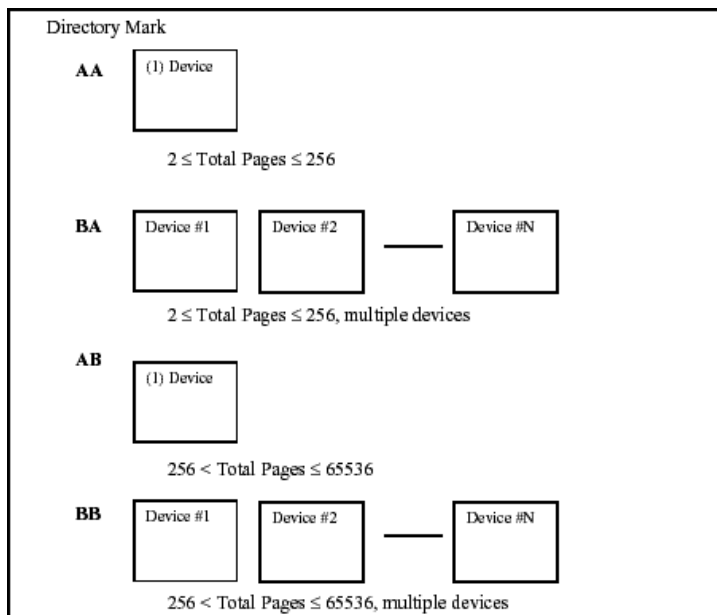 Directory Mark
AA
(1) Device
2 ≤ Total Pages ≤ 256
BA
Device #1
Device #2
Device #N
2 ≤ Total Pages ≤ 256, multiple devices
AB
(1) Device
256 < Total Pages ≤ 65536
BB
Device #1
Device #2
Device #N
256 < Total Pages ≤ 65536, multiple devices